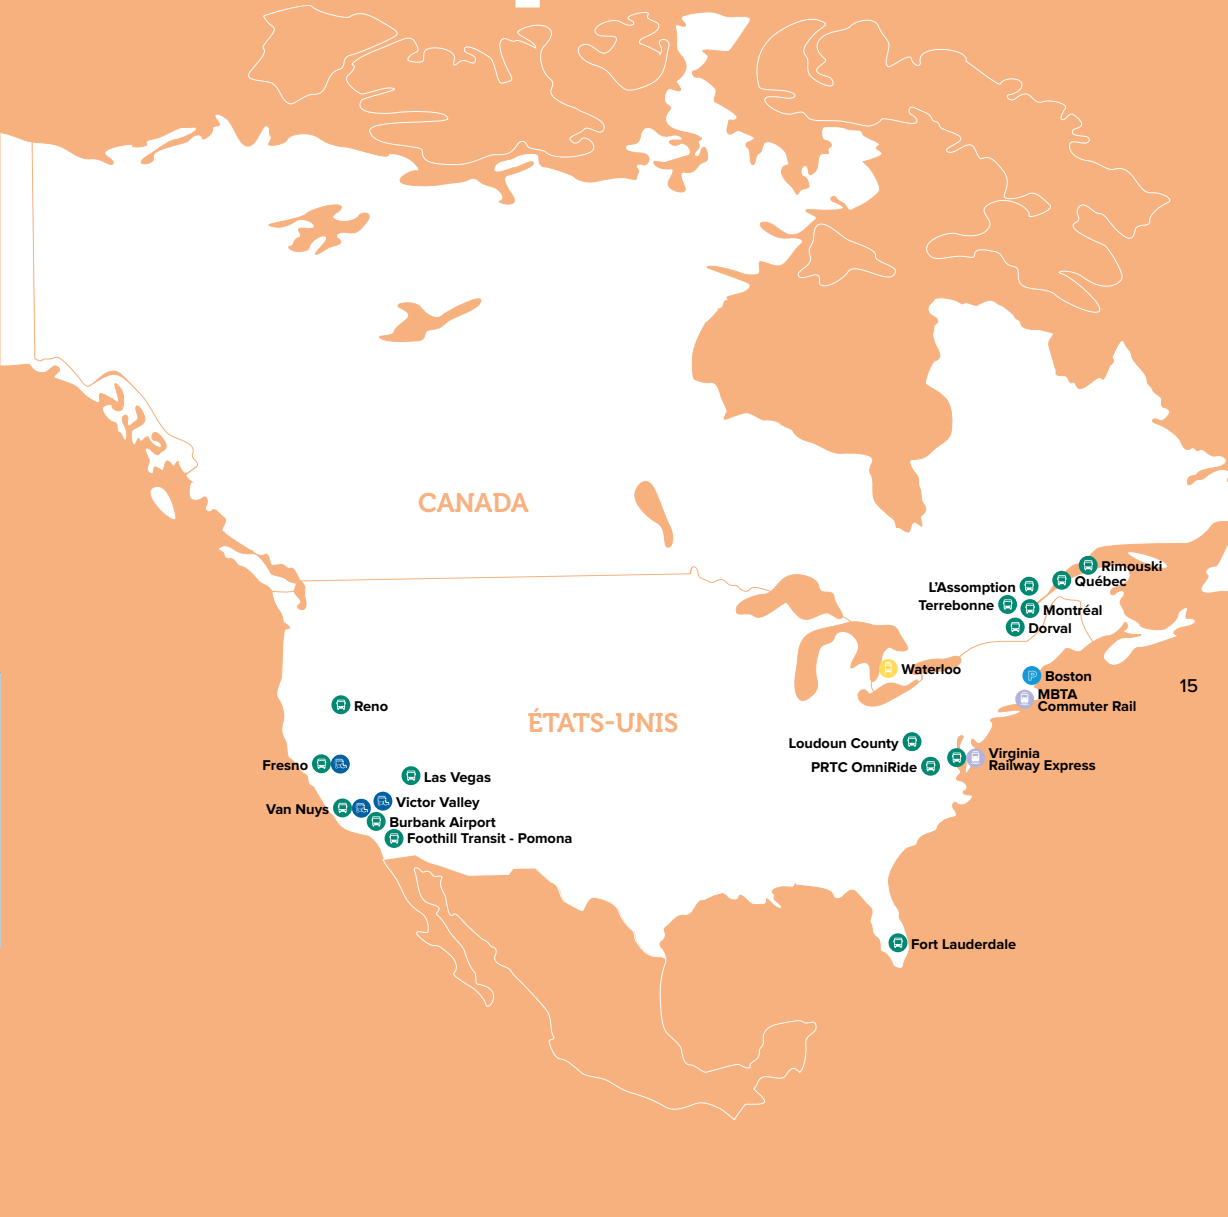 CANADA
Rimouski
Québec
L'Assomption
Terrebonne
Montréal
Dorval
Waterloo
Boston
MBTA
Commuter Rail
15
Reno
ÉTATS-UNIS
Loudoun County
PRTC OmniRide
Virginia
Railway Express
Fresno
Las Vegas
Van Nuys
Victor Valley
Burbank Airport
Foothill Transit - Pomona
Fort Lauderdale